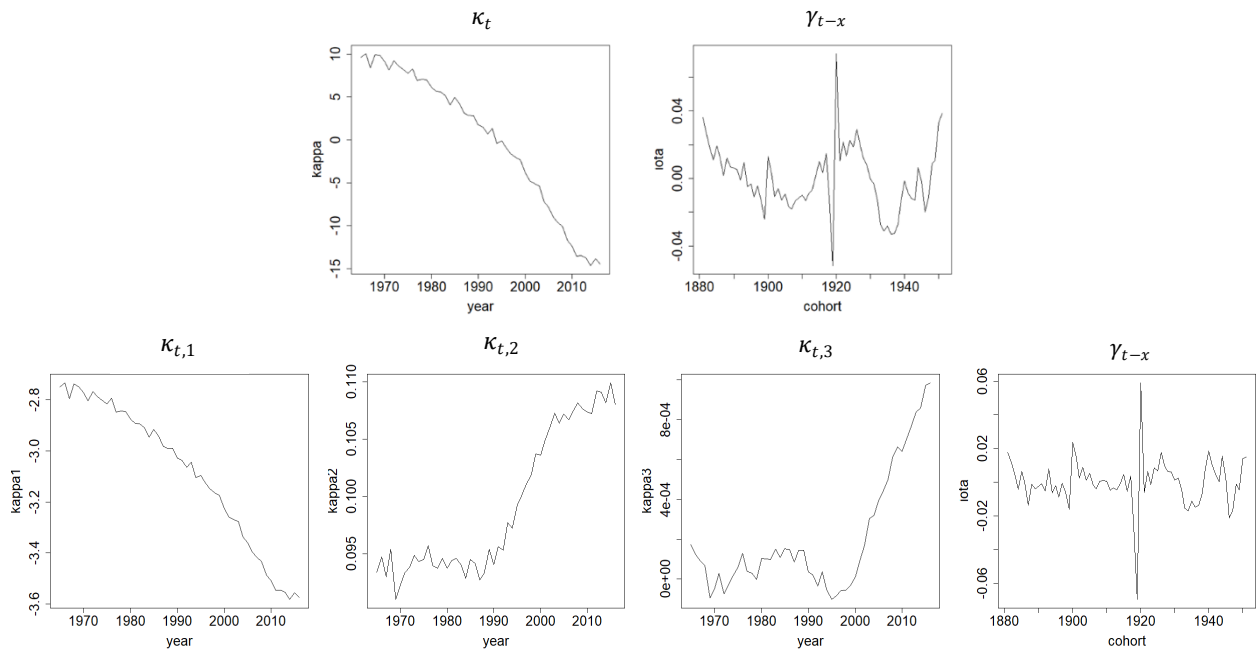 κt γt−x
10
5
0
-5
-10
-15
kappa
1970 1980 1990 2000 2010
year
0.04
0.00
-0.04
iota
1880 1900 1920 1940
cohort
κt,1 κt,2 κt,3 γt−x
-2.8
-3.0
-3.2
-3.4
-3.6
kappa1
1970 1980 1990 2000 2010
year
0.110
0.105
0.100
0.095
kappa2
1970 1980 1990 2000 2010
year
8e-04
4e-04
0e+00
kappa3
1970 1980 1990 2000 2010
year
0.06
0.02
-0.02
-0.06
iota
1880 1900 1920 1940
cohort